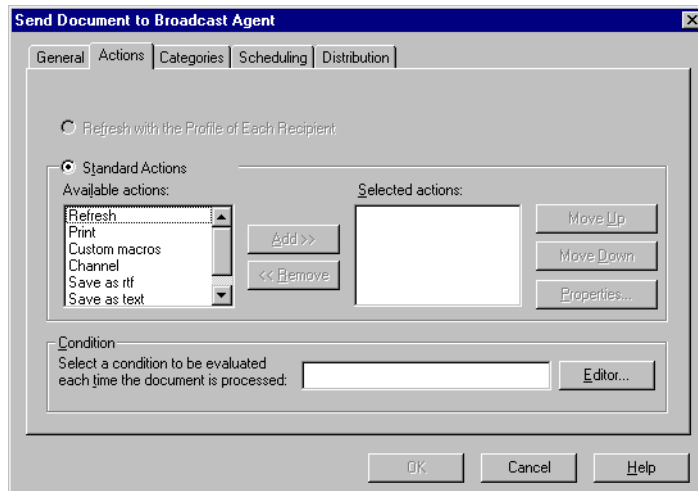 Send Document to Broadcast Agent
General Actions Categories Scheduling Distribution
Refresh with the Profile of Each Recipient
Standard Actions
Available actions:
Selected actions:
Refresh
Print
Custom macros
Channel
Save as rtf
Save as text
Add >>
<< Remove
Move Up
Move Down
Properties...
Condition
Select a condition to be evaluated
each time the document is processed:
Editor...
OK Cancel Help